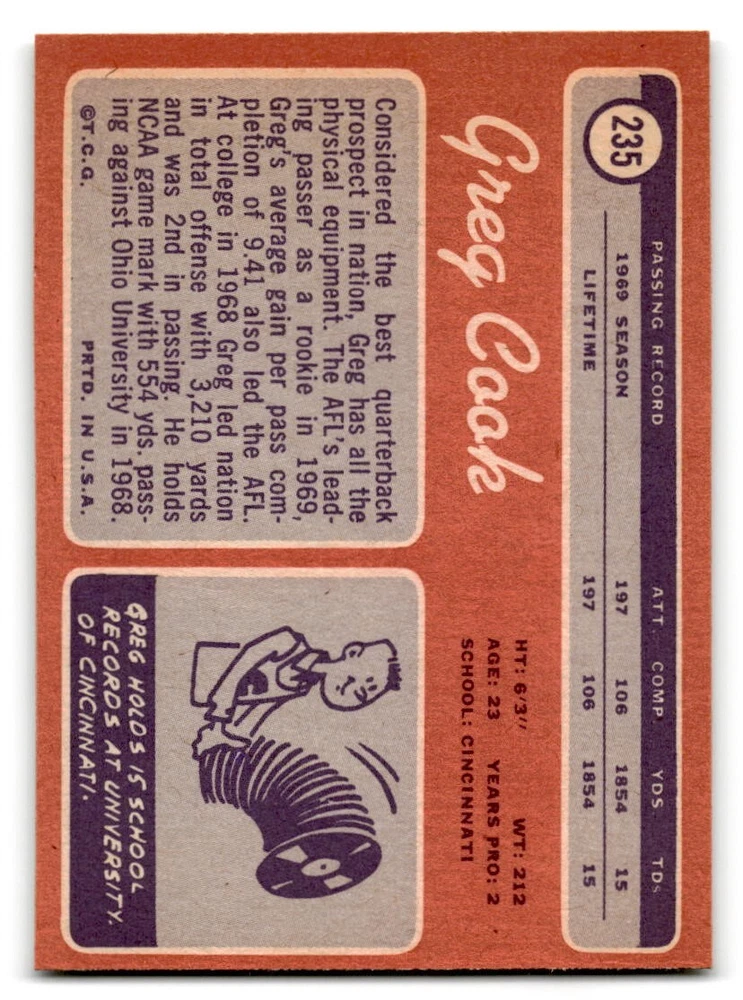 235
PASSING RECORD ATT. COMP YDS. TDs
1969 SEASON 197 106 1854 15
LIFETIME 197 106 1854 15
Greg Cook
HT: 6'3" WT: 212
AGE: 23 YEARS PRO: 2
SCHOOL: CINCINNATI
Considered the best quarterback
prospect in nation, Greg has all the
physical equipment. The AFL's lead-
ing passer as a rookie in 1969,
Greg's average gain per pass com-
pletion of 9.41 also led the AFL.
At college in 1968 Greg led nation
in total offense with 3,210 yards
and was 2nd in passing. He holds
NCAA game mark with 554 yds. pass-
ing against Ohio University in 1968.
©T.C.G. PRTD. IN U.S.A.
GREG HOLDS 15 SCHOOL
RECORDS AT UNIVERSITY.
OF CINCINNATI.